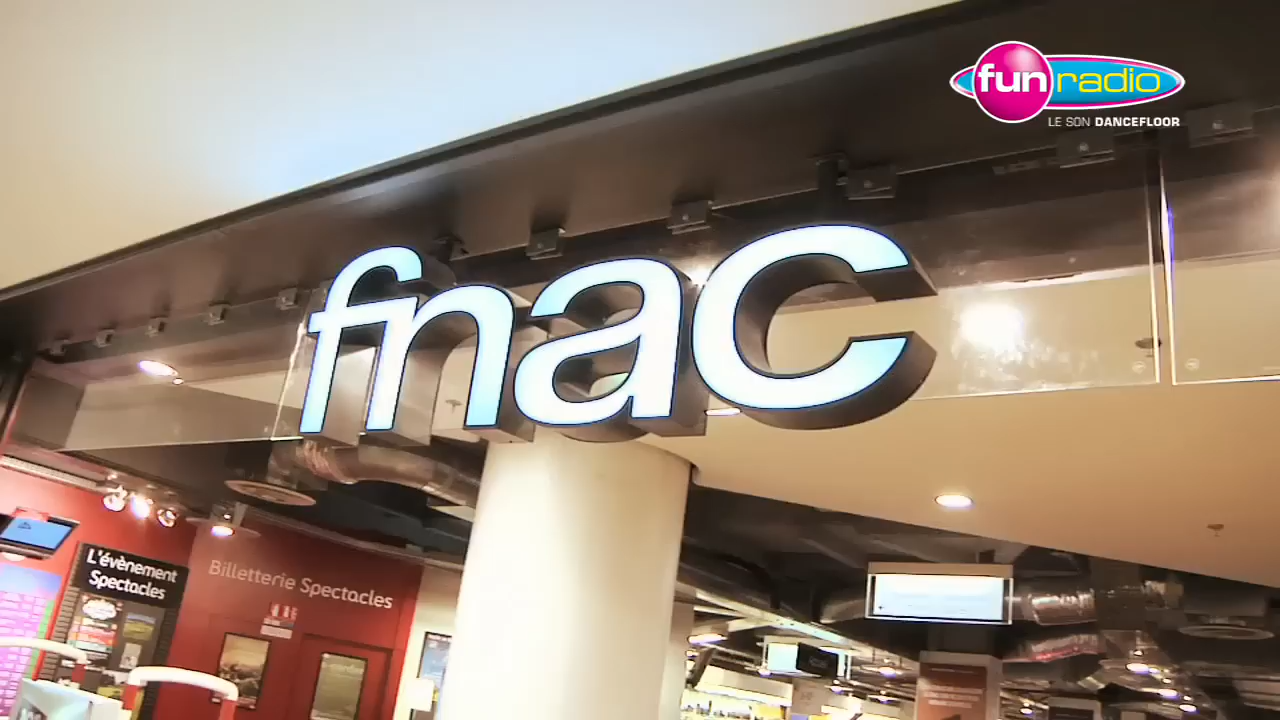 fun radio
LE SON DANCEFLOOR
fnac
L'évènement
Spectacles
Billetterie Spectacles